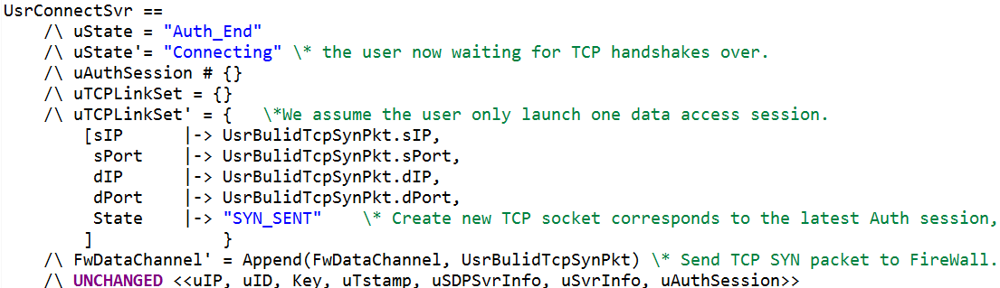 UsrConnectSvr ==
/\ uState = "Auth_End"
/\ uState'= "Connecting" \* the user now waiting for TCP handshakes over.
/\ uAuthSession # {}
/\ uTCPLinkSet = {}
/\ uTCPLinkSet' = { \*We assume the user only launch one data access session.
[sIP |-> UsrBulidTcpSynPkt.sIP,
sPort |-> UsrBulidTcpSynPkt.sPort,
dIP |-> UsrBulidTcpSynPkt.dIP,
dPort |-> UsrBulidTcpSynPkt.dPort,
State |-> "SYN_SENT" \* Create new TCP socket corresponds to the latest Auth session,
] }
/\ FwDataChannel' = Append(FwDataChannel, UsrBulidTcpSynPkt) \* Send TCP SYN packet to FireWall.
/\ UNCHANGED <<uIP, uID, Key, uTstamp, uSDPSvrInfo, uSvrInfo, uAuthSession>>